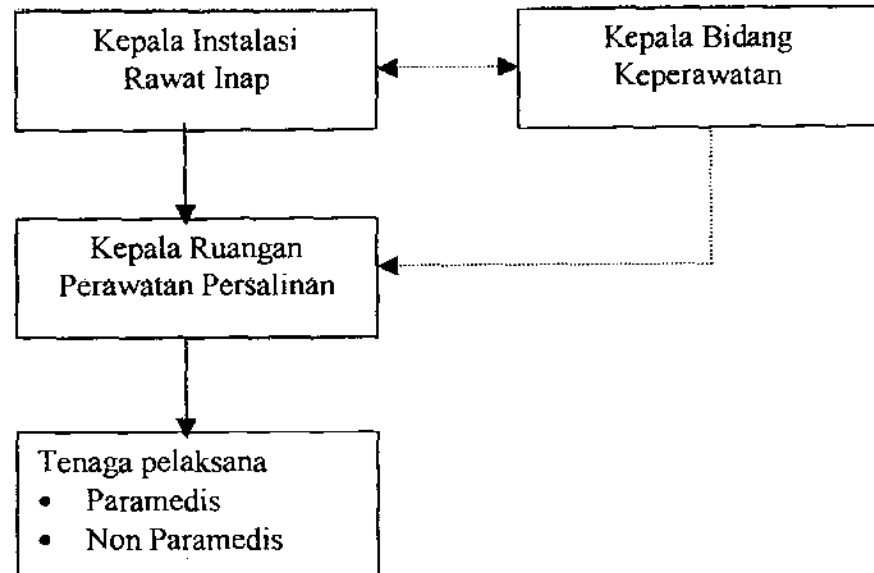 Kepala Instalasi
Rawat Inap
Kepala Bidang
Keperawatan
Kepala Ruangan
Perawatan Persalinan
Tenaga pelaksana
• Paramedis
• Non Paramedis